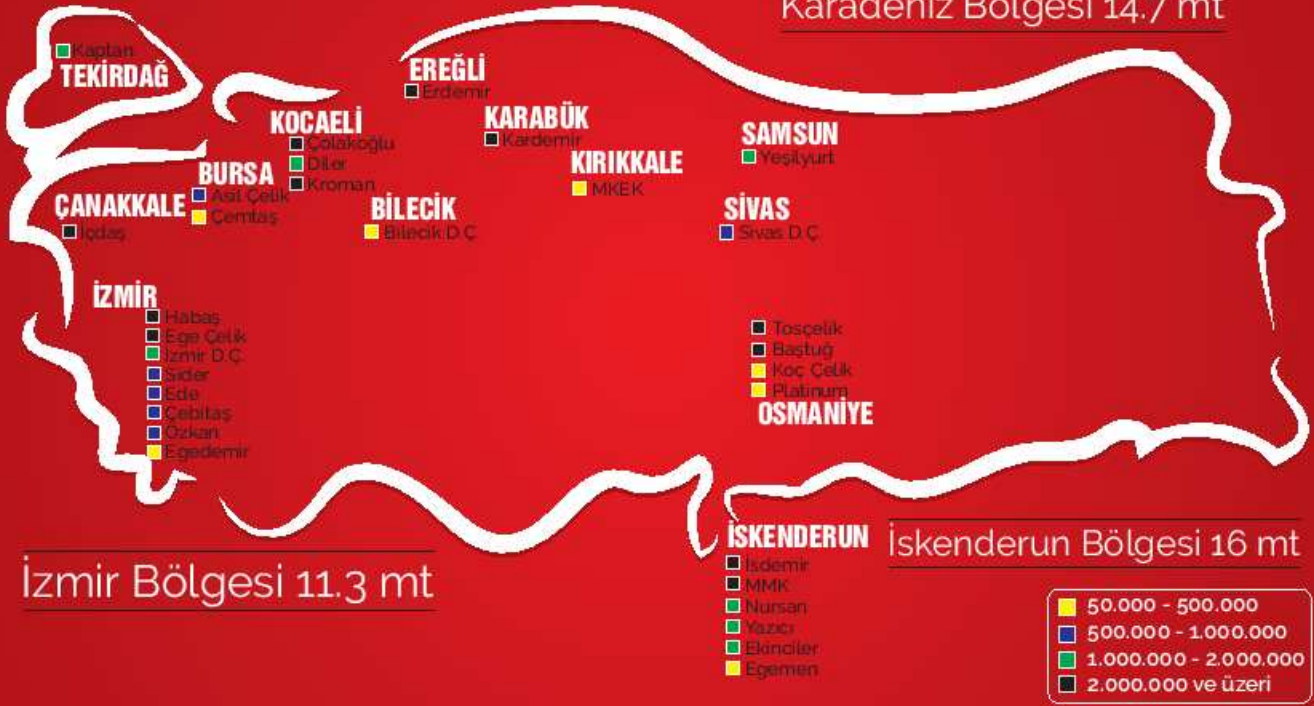 Karadeniz Bölgesi 14.7 mt
Kaptan
TEKİRDAĞ
EREĞLİ
Erdemir
KOCAELİ
Çolakoğlu
Diler
Kroman
KARABÜK
Kardemir
KIRIKKALE
MKEK
SAMSUN
Yeşilyurt
BURSA
Asil Çelik
Çemtaş
ÇANAKKALE
İçdaş
BİLECİK
Bilecik D.Ç.
SİVAS
Sivas D.Ç.
İZMİR
Habaş
Ege Çelik
İzmir D.Ç.
Sider
Ede
Çebitaş
Özkan
Egedemir
Tosçelik
Baştuğ
Koç Çelik
Platinum
OSMANİYE
İSKENDERUN
İsdemir
MMK
Nursan
Yazıcı
Ekinciler
Egemen
İskenderun Bölgesi 16 mt
İzmir Bölgesi 11.3 mt
50.000 - 500.000
500.000 - 1.000.000
1.000.000 - 2.000.000
2.000.000 ve üzeri